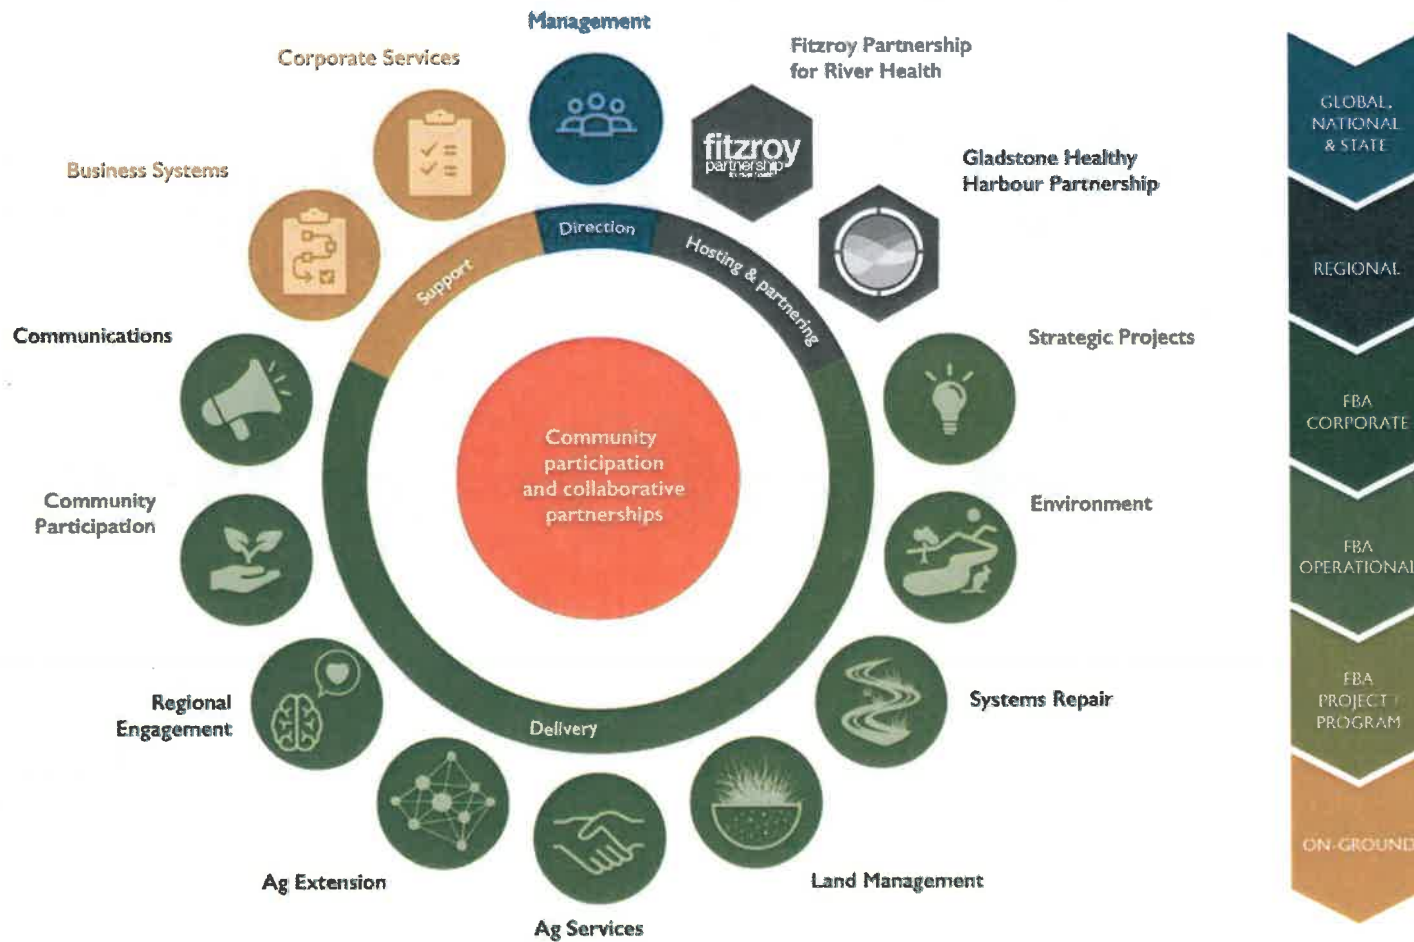 Management
Corporate Services
Fitzroy Partnership
for River Health
Business Systems
fitzroy
partnership
Gladstone Healthy
Harbour Partnership
Direction
Support
Hosting & partnering
Communications
Strategic Projects
Community
participation
and collaborative
partnerships
Community
Participation
Environment
Regional
Engagement
Systems Repair
Delivery
Ag Extension
Land Management
Ag Services
GLOBAL,
NATIONAL
& STATE
REGIONAL
FBA
CORPORATE
FBA
OPERATIONAL
FBA
PROJECT /
PROGRAM
ON-GROUND